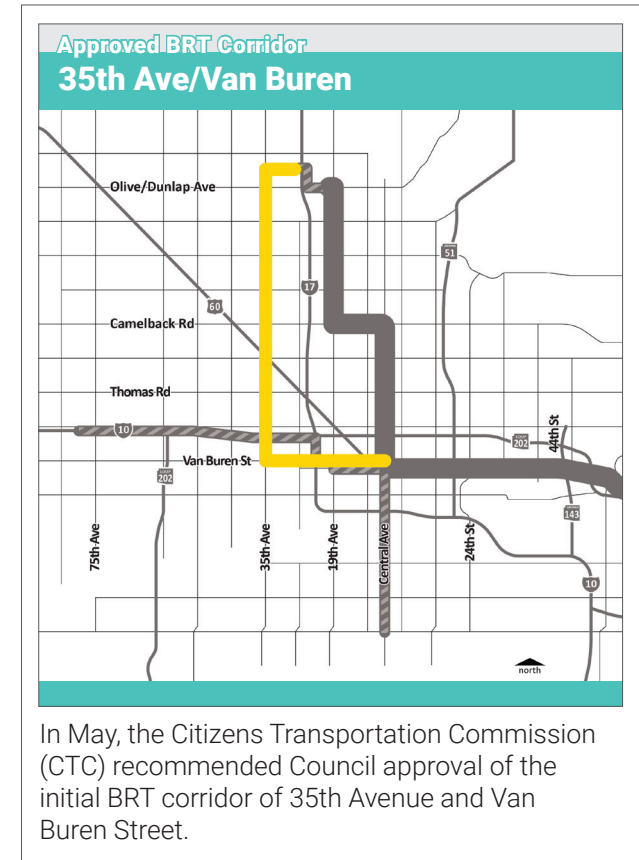 Approved BRT Corridor
35th Ave/Van Buren
Olive/Dunlap Ave
51
17
60
Camelback Rd
Thomas Rd
10
44th St
LOOP 202
Van Buren St
LOOP 202
143
75th Ave
35th Ave
19th Ave
Central Ave
24th St
10
north
In May, the Citizens Transportation Commission
(CTC) recommended Council approval of the
initial BRT corridor of 35th Avenue and Van
Buren Street.